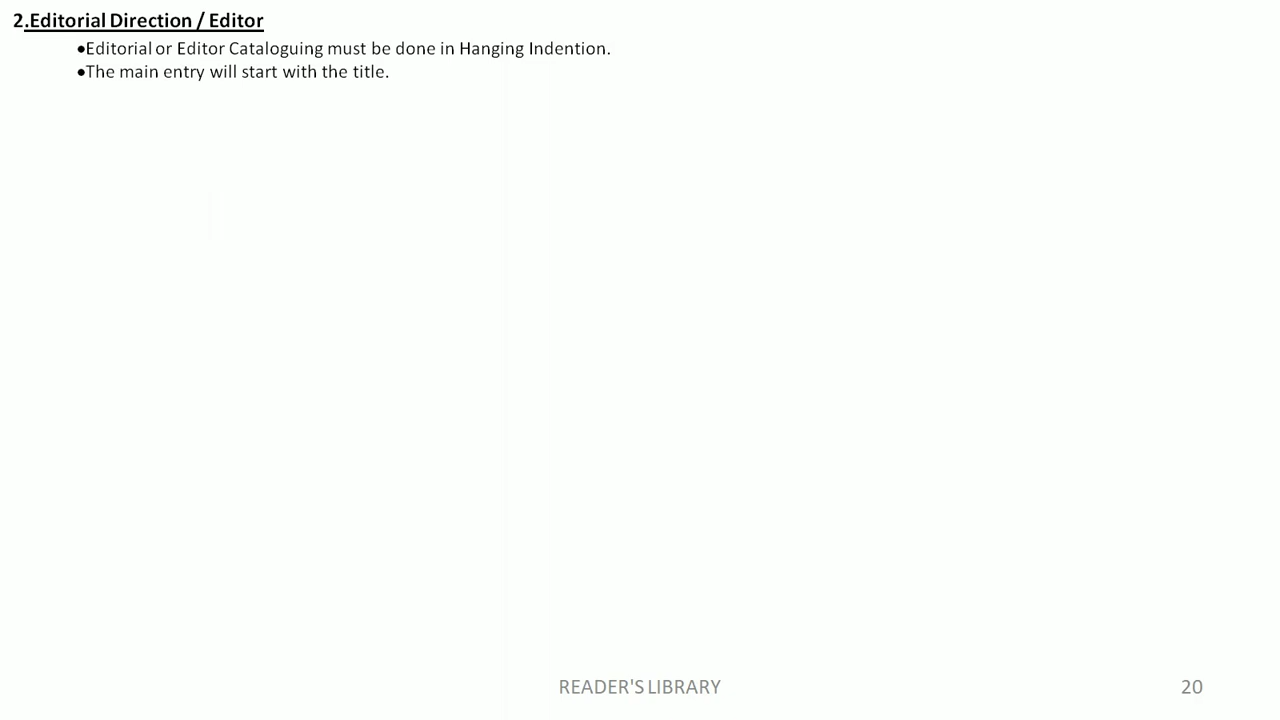 2.Editorial Direction / Editor
•Editorial or Editor Cataloguing must be done in Hanging Indention.
•The main entry will start with the title.
READER'S LIBRARY
20